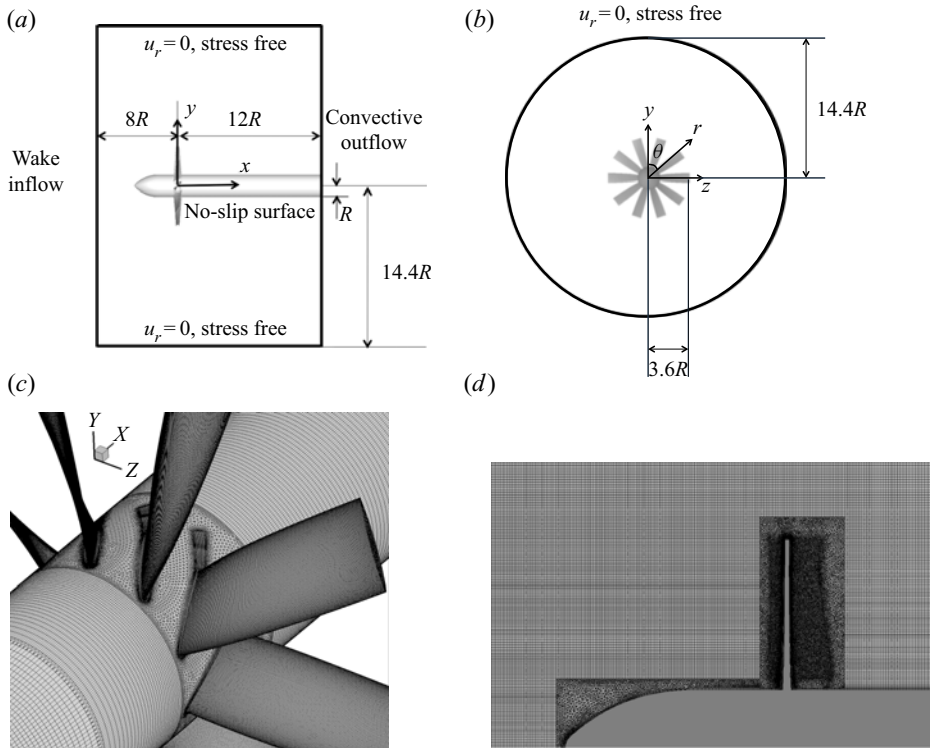 (a)
u_r = 0, stress free
y
8R
12R
Convective
outflow
Wake
inflow
x
No-slip surface
R
14.4R
u_r = 0, stress free
(b)
u_r = 0, stress free
14.4R
y
r
θ
z
3.6R
(c)
Y
X
Z
(d)